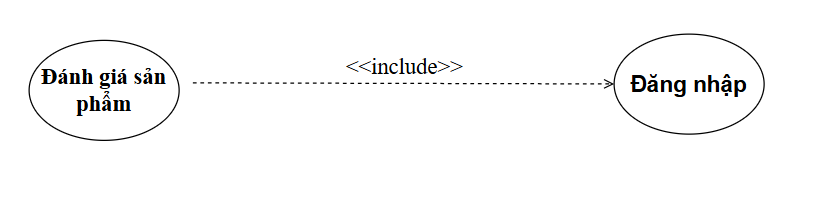 <<include>>
Đánh giá sản
phẩm
Đăng nhập